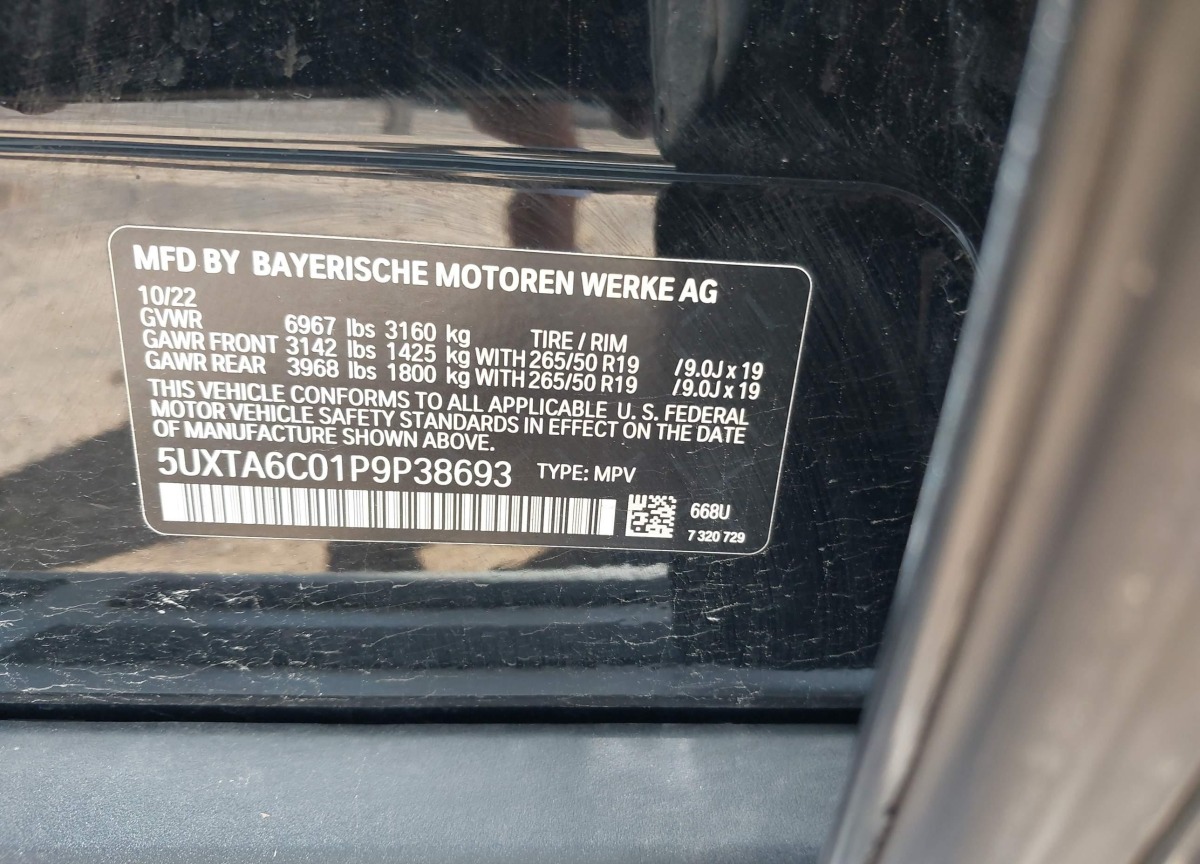 MFD BY BAYERISCHE MOTOREN WERKE AG
10/22
GVWR 6967 lbs 3160 kg TIRE / RIM
GAWR FRONT 3142 lbs 1425 kg WITH 265/50 R19 /9.0J x 19
GAWR REAR 3968 lbs 1800 kg WITH 265/50 R19 /9.0J x 19
THIS VEHICLE CONFORMS TO ALL APPLICABLE U. S. FEDERAL
MOTOR VEHICLE SAFETY STANDARDS IN EFFECT ON THE DATE
OF MANUFACTURE SHOWN ABOVE.
5UXTA6C01P9P38693 TYPE: MPV
668U
7 320 729